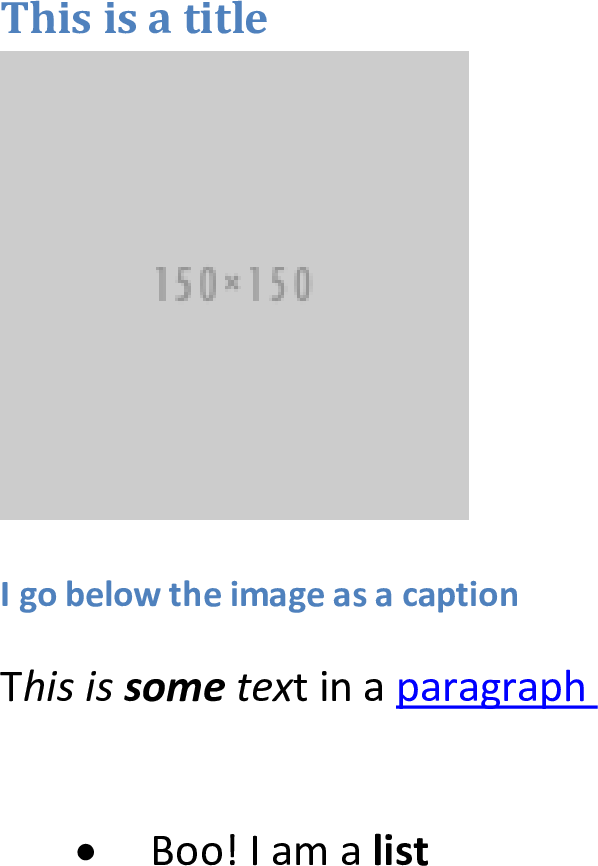 This is a title
150×150
I go below the image as a caption
This is some text in a paragraph
• Boo! I am a list